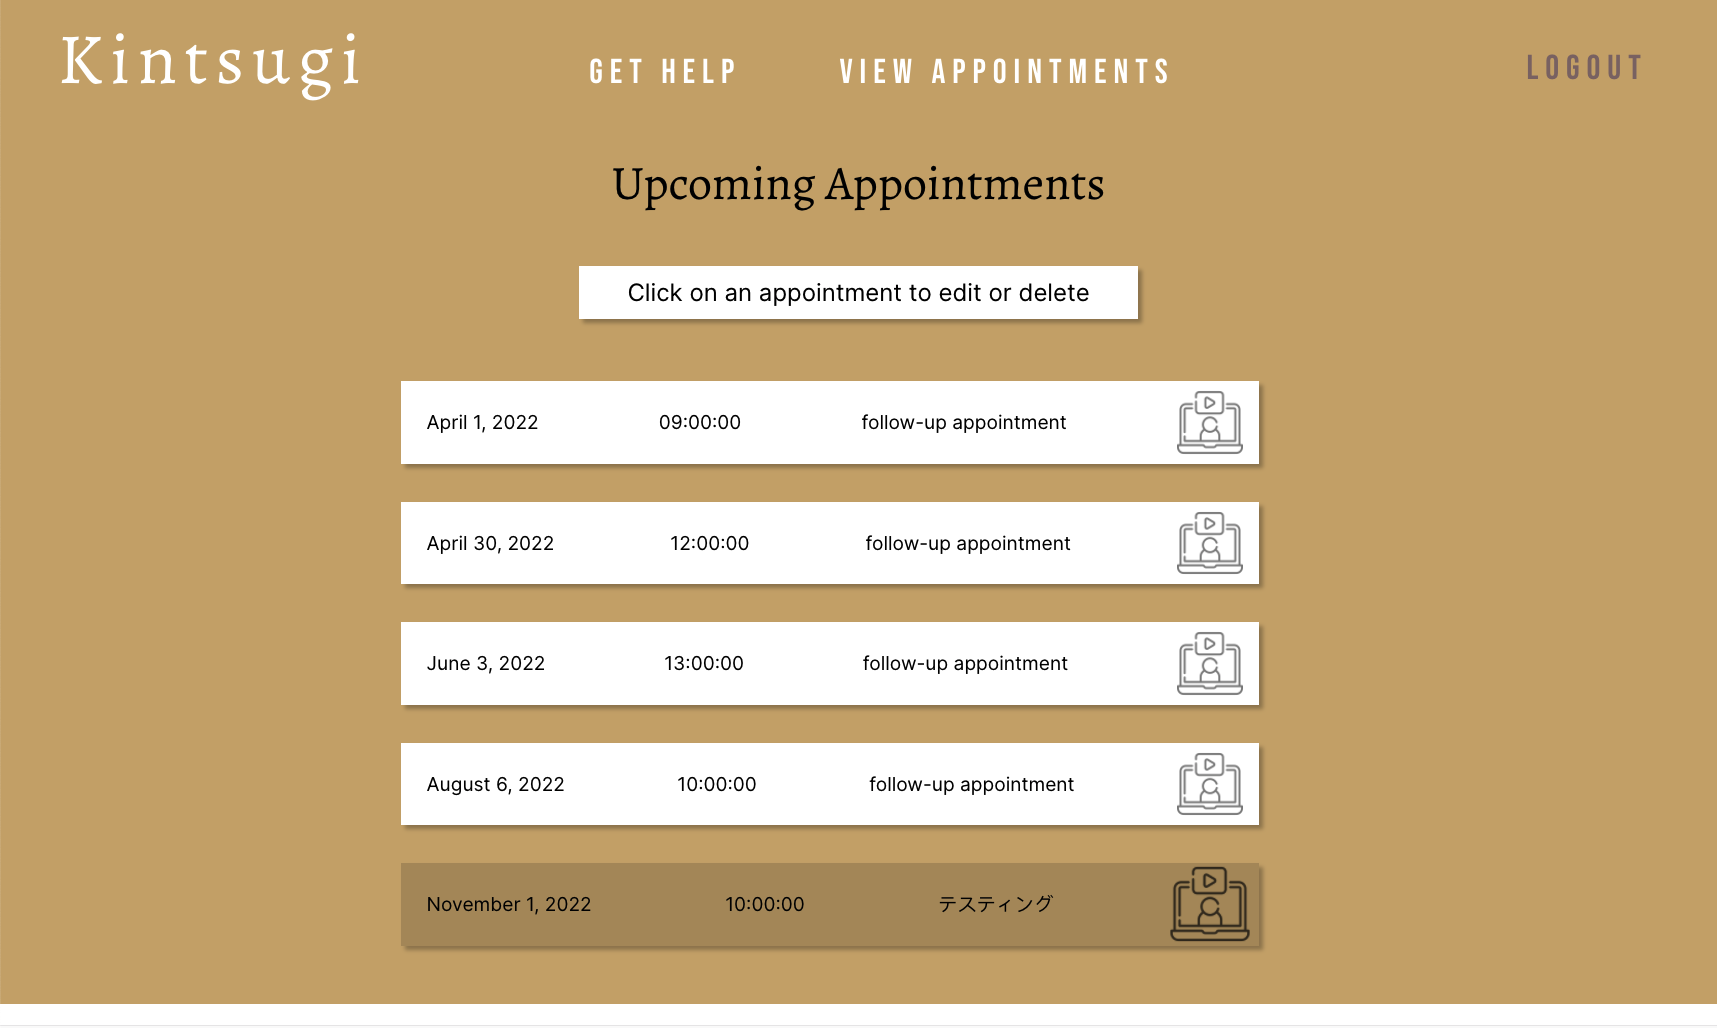 Kintsugi
GET HELP
VIEW APPOINTMENTS
LOGOUT
Upcoming Appointments
Click on an appointment to edit or delete
April 1, 2022 09:00:00 follow-up appointment
April 30, 2022 12:00:00 follow-up appointment
June 3, 2022 13:00:00 follow-up appointment
August 6, 2022 10:00:00 follow-up appointment
November 1, 2022 10:00:00 テスティング